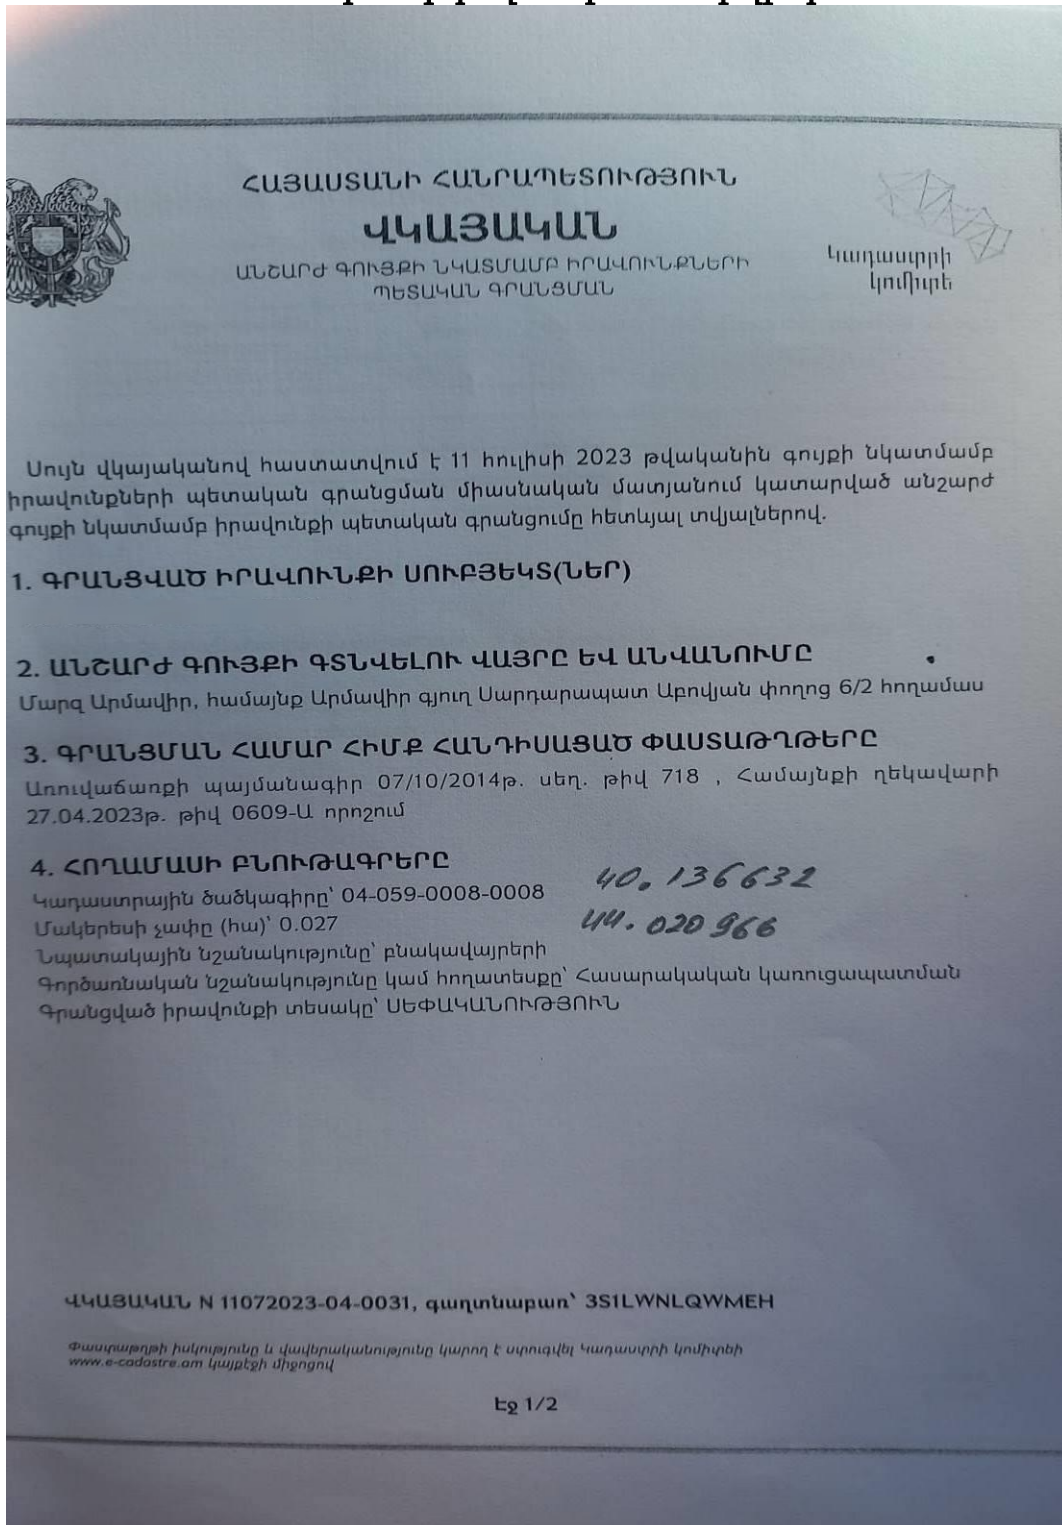 ՀԱՅԱՍՏԱՆԻ ՀԱՆՐԱՊԵՏՈՒԹՅՈՒՆ
ՎԿԱՅԱԿԱՆ
ԱՆՇԱՐԺ ԳՈՒՅՔԻ ՆԿԱՏՄԱՄԲ ԻՐԱՎՈՒՆՔՆԵՐԻ
ՊԵՏԱԿԱՆ ԳՐԱՆՑՄԱՆ
Կադաստրի
կոմիտե
Սույն վկայականով հաստատվում է 11 հուլիսի 2023 թվականին գույքի նկատմամբ
իրավունքների պետական գրանցման միասնական մատյանում կատարված անշարժ
գույքի նկատմամբ իրավունքի պետական գրանցումը հետևյալ տվյալներով.
1. ԳՐԱՆՑՎԱԾ ԻՐԱՎՈՒՆՔԻ ՍՈՒԲՅԵԿՏ(ՆԵՐ)
2. ԱՆՇԱՐԺ ԳՈՒՅՔԻ ԳՏՆՎԵԼՈՒ ՎԱՅՐԸ ԵՎ ԱՆՎԱՆՈՒՄԸ
Մարզ Արմավիր, համայնք Արմավիր գյուղ Սարդարապատ Աբովյան փողոց 6/2 հողամաս
3. ԳՐԱՆՑՄԱՆ ՀԱՄԱՐ ՀԻՄՔ ՀԱՆԴԻՍԱՑԱԾ ՓԱՍՏԱԹՂԹԵՐԸ
Առուվաճառքի պայմանագիր 07/10/2014թ. սեղ. թիվ 718 , Համայնքի ղեկավարի
27.04.2023թ. թիվ 0609-Ա որոշում
4. ՀՈՂԱՄԱՍԻ ԲՆՈՒԹԱԳՐԵՐԸ
40.136632
Կադաստրային ծածկագիրը՝ 04-059-0008-0008
44.020966
Մակերեսի չափը (հա)՝ 0.027
Նպատակային նշանակությունը՝ բնակավայրերի
Գործառնական նշանակությունը կամ հողատեսքը՝ Հասարակական կառուցապատման
Գրանցված իրավունքի տեսակը՝ ՍԵՓԱԿԱՆՈՒԹՅՈՒՆ
ՎԿԱՅԱԿԱՆ N 11072023-04-0031, գաղտնաբառ՝ 3S1LWNLQWMEH
Փաստաթղթի իսկությունը և վավերականությունը կարող է ստուգվել Կադաստրի կոմիտեի
www.e-cadastre.am կայքէջի միջոցով
Էջ 1/2